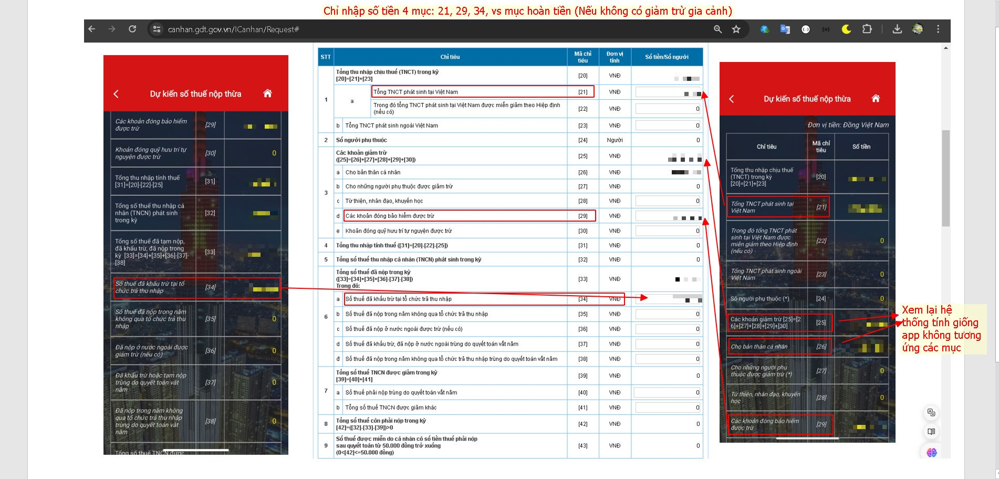 Chỉ nhập số tiền 4 mục: 21, 29, 34, vs mục hoàn tiền (Nếu không có giảm trừ gia cảnh)
canhan.gdt.gov.vn/ICanhan/Request#
Dự kiến số thuế nộp thừa
Các khoản đóng bảo hiểm
được trừ
[29]
Khoản đóng quỹ hưu trí tự
nguyện được trừ
[30]
0
Tổng thu nhập tính thuế
[31]=[20]-[22]-[25]
[31]
Tổng số thuế thu nhập cá
nhân (TNCN) phát sinh
trong kỳ
[32]
Tổng số thuế đã tạm nộp,
đã khấu trừ, đã nộp trong
kỳ [33]=[34]+[35]+[36]-[37]-
[38]
[33]
Số thuế đã khấu trừ tại tổ
chức trả thu nhập
[34]
Số thuế đã nộp trong năm
không qua tổ chức trả thu
nhập
[35]
0
Đã nộp ở nước ngoài được
giảm trừ (nếu có)
[36]
0
Đã khấu trừ hoặc tạm nộp
trùng do quyết toán vắt
năm
[37]
0
Đã nộp trong năm không
qua tổ chức trả thu nhập
trùng do quyết toán vắt
năm
[38]
0
Tổng số thuế TNCN được
STT Chỉ tiêu Mã chỉ tiêu Đơn vị tính Số tiền/Số người
1
Tổng thu nhập chịu thuế (TNCT) trong kỳ
[20]=[21]+[23]
[20] VNĐ
a Tổng TNCT phát sinh tại Việt Nam [21] VNĐ
Trong đó tổng TNCT phát sinh tại Việt Nam được miễn giảm theo Hiệp định
(nếu có)
[22] VNĐ 0
b Tổng TNCT phát sinh ngoài Việt Nam [23] VNĐ 0
2 Số người phụ thuộc [24] Người 0
3
Các khoản giảm trừ
([25]=[26]+[27]+[28]+[29]+[30])
[25] VNĐ
a Cho bản thân cá nhân [26] VNĐ
b Cho những người phụ thuộc được giảm trừ [27] VNĐ 0
c Từ thiện, nhân đạo, khuyến học [28] VNĐ 0
d Các khoản đóng bảo hiểm được trừ [29] VNĐ
e Khoản đóng quỹ hưu trí tự nguyện được trừ [30] VNĐ 0
4 Tổng thu nhập tính thuế ([31]=[20]-[22]-[25]) [31] VNĐ 0
5 Tổng số thuế thu nhập cá nhân (TNCN) phát sinh trong kỳ [32] VNĐ 0
6
Tổng số thuế đã nộp trong kỳ
([33]=[34]+[35]+[36]-[37]-[38])
Trong đó:
[33] VNĐ
a Số thuế đã khấu trừ tại tổ chức trả thu nhập [34] VNĐ
b Số thuế đã nộp trong năm không qua tổ chức trả thu nhập [35] VNĐ 0
c Số thuế đã nộp ở nước ngoài được trừ (nếu có) [36] VNĐ 0
d Số thuế đã khấu trừ, đã nộp ở nước ngoài trùng do quyết toán vắt năm [37] VNĐ 0
đ Số thuế đã nộp trong năm không qua tổ chức trả thu nhập trùng do quyết toán vắt năm [38] VNĐ 0
7
Tổng số thuế TNCN được giảm trong kỳ
[39]=[40]+[41]
[39] VNĐ 0
a Số thuế phải nộp trùng do quyết toán vắt năm [40] VNĐ 0
b Tổng số thuế TNCN được giảm khác [41] VNĐ 0
8
Tổng số thuế còn phải nộp trong kỳ
[42]=([32]-[33]-[39])>0
[42] VNĐ 0
9
Số thuế được miễn do cá nhân có số tiền thuế phải nộp
sau quyết toán từ 50.000 đồng trở xuống
(0<[42]<=50.000 đồng)
[43] VNĐ 0
Dự kiến số thuế nộp thừa
Đơn vị tiền: Đồng Việt Nam
Chỉ tiêu Mã chỉ tiêu Số tiền
Tổng thu nhập chịu thuế
(TNCT) trong kỳ
[20]=[21]+[23]
[20]
Tổng TNCT phát sinh tại
Việt Nam
[21]
Trong đó tổng TNCT phát
sinh tại Việt Nam được
miễn giảm theo Hiệp định
(nếu có)
[22]
0
Tổng TNCT phát sinh ngoài
Việt Nam
[23]
0
Số người phụ thuộc (*) [24] 0
Các khoản giảm trừ [25]=[2
6]+[27]+[28]+[29]+[30]
[25]
Cho bản thân cá nhân [26]
Cho những người phụ
thuộc được giảm trừ (*)
[27]
0
Từ thiện, nhân đạo, khuyến
học
[28]
0
Các khoản đóng bảo hiểm
được trừ
[29]
Xem lại hệ
thống tính giống
app không tương
ứng các mục